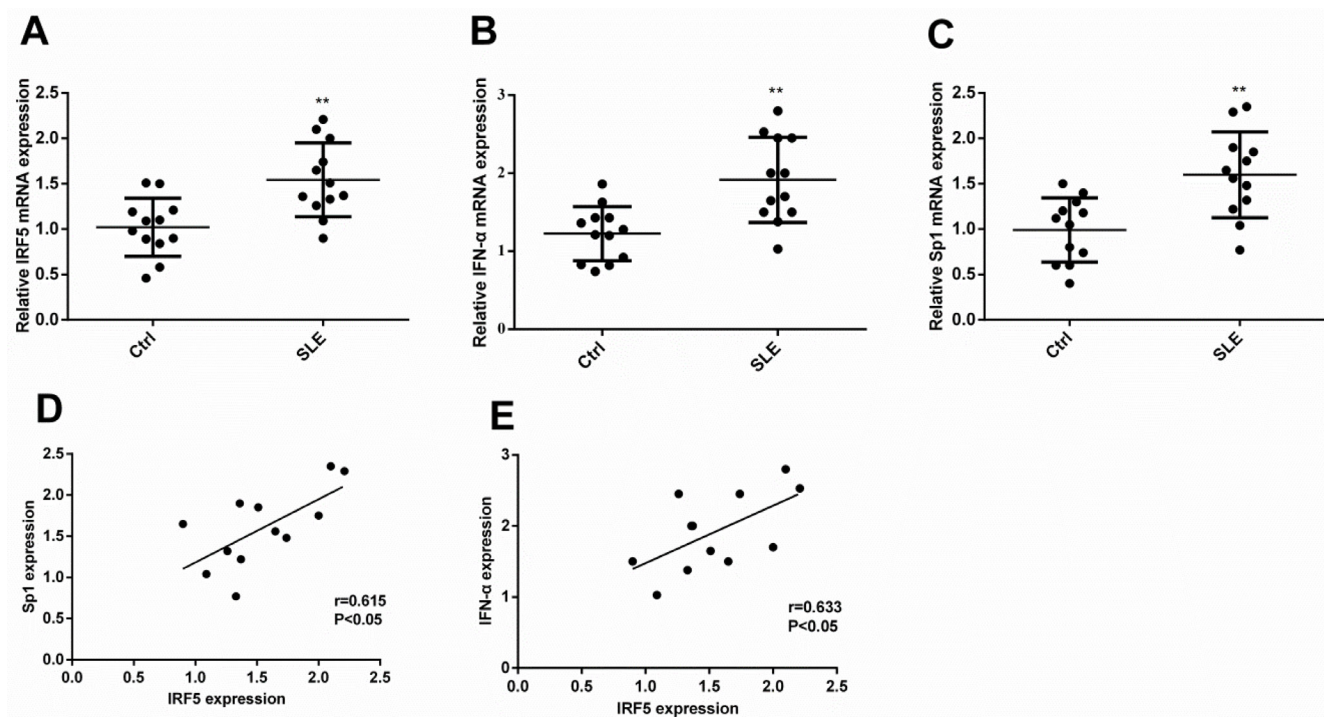 A
Relative IRF5 mRNA expression
2.5
2.0
1.5
1.0
0.5
0.0
**
Ctrl
SLE
B
Relative IFN-α mRNA expression
3
2
1
0
**
Ctrl
SLE
C
Relative Sp1 mRNA expression
2.5
2.0
1.5
1.0
0.5
0.0
**
Ctrl
SLE
D
Sp1 expression
2.5
2.0
1.5
1.0
0.5
0.0
r=0.615
P<0.05
0.0 0.5 1.0 1.5 2.0 2.5
IRF5 expression
E
IFN-α expression
3
2
1
0
r=0.633
P<0.05
0.0 0.5 1.0 1.5 2.0 2.5
IRF5 expression